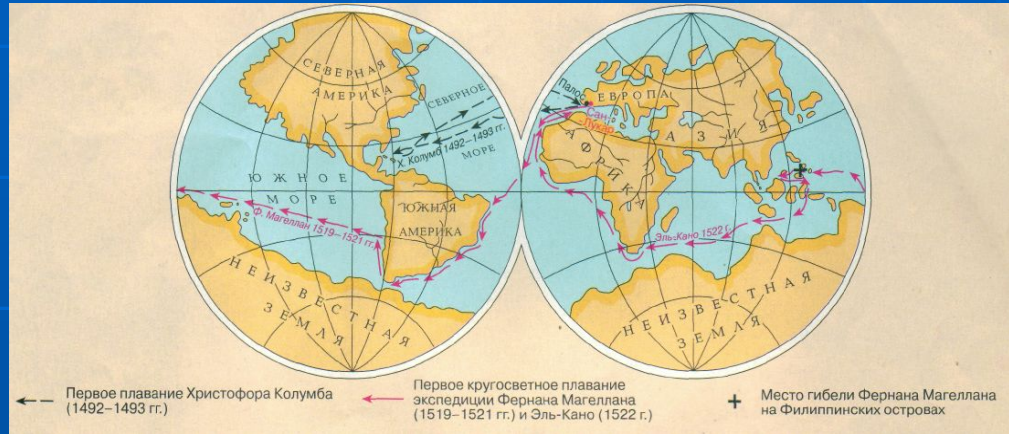 СЕВЕРНАЯ
АМЕРИКА
СЕВЕРНОЕ
МОРЕ
Х. Колумб 1492–1493 гг.
ЮЖНОЕ
МОРЕ
Ф. Магеллан 1519–1521 гг.
ЮЖНАЯ
АМЕРИКА
НЕИЗВЕСТНАЯ
ЗЕМЛЯ
Палос
ЕВРОПА
Сан-
Лукар
АЗИЯ
АФРИКА
Эль-Кано 1522 г.
НЕИЗВЕСТНАЯ
ЗЕМЛЯ
Первое плавание Христофора Колумба
(1492–1493 гг.)
Первое кругосветное плавание
экспедиции Фернана Магеллана
(1519–1521 гг.) и Эль-Кано (1522 г.)
Место гибели Фернана Магеллана
на Филиппинских островах